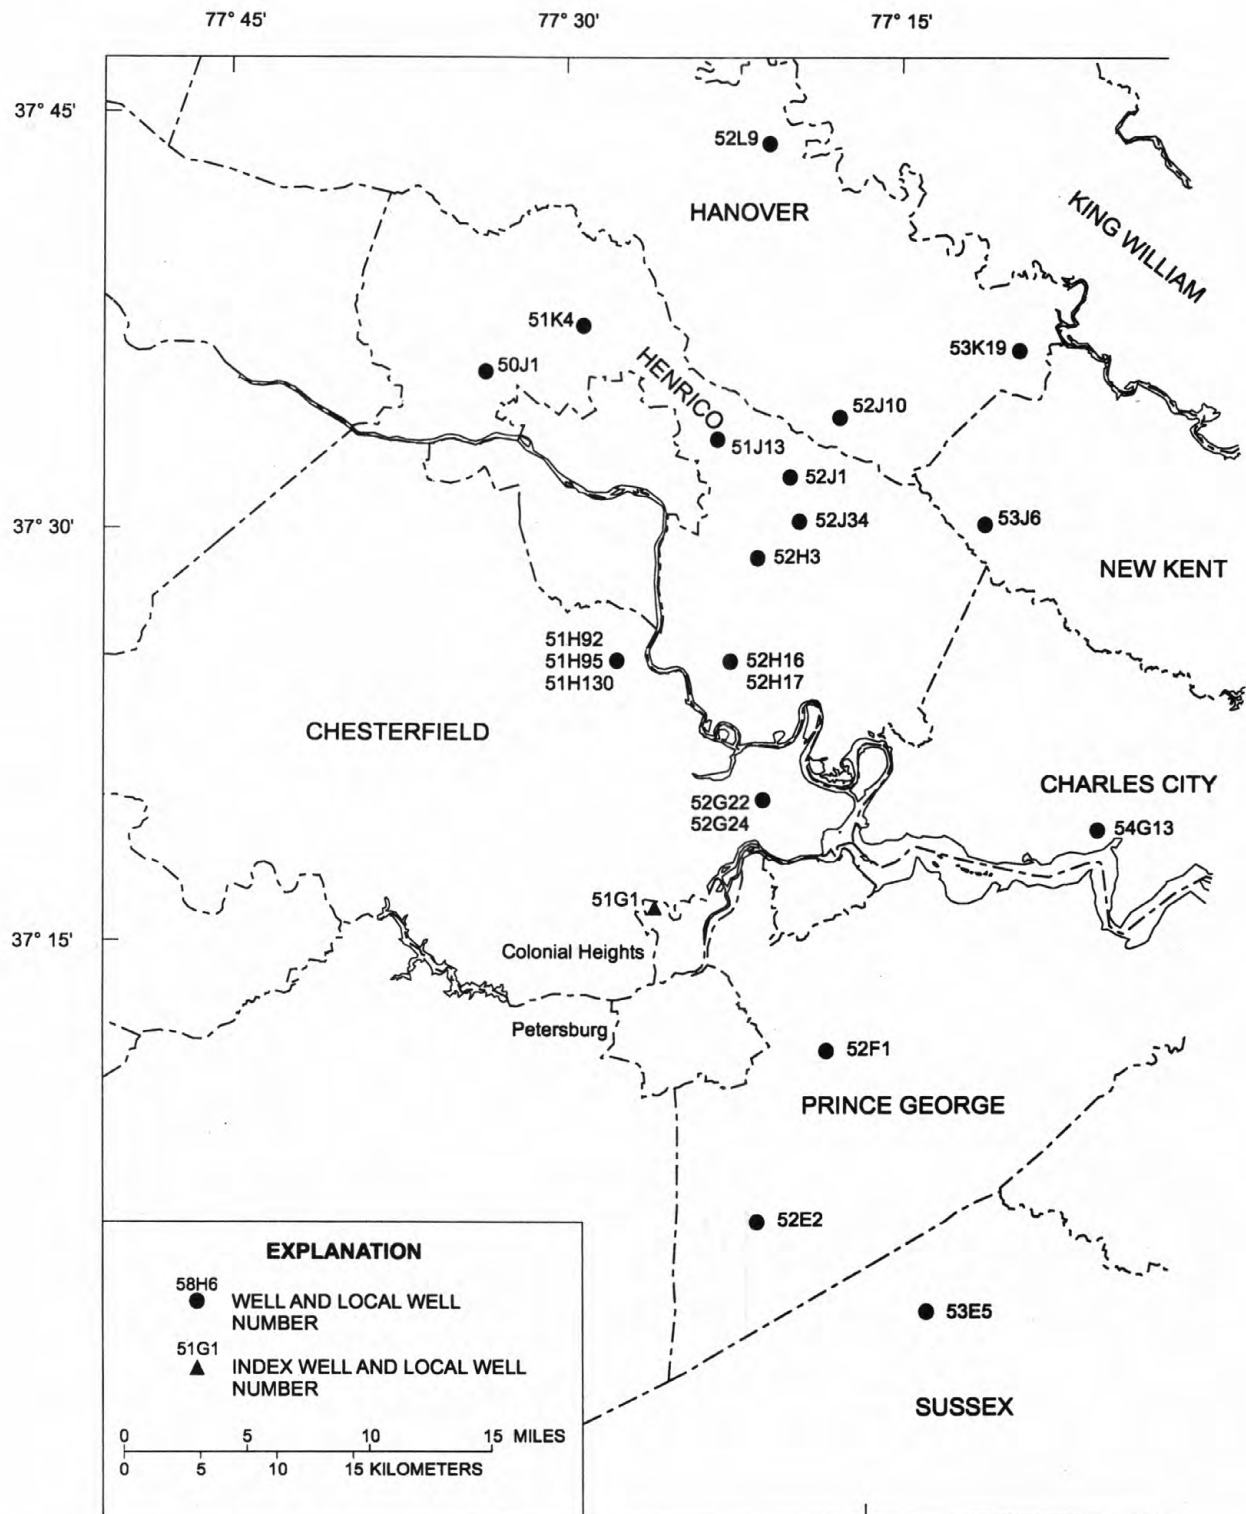 77° 45'
77° 30'
77° 15'
37° 45'
52L9
HANOVER
KING WILLIAM
51K4
50J1
HENRICO
53K19
52J10
51J13
52J1
37° 30'
52J34
53J6
52H3
NEW KENT
51H92
51H95
51H130
52H16
52H17
CHESTERFIELD
CHARLES CITY
52G22
52G24
54G13
51G1
37° 15'
Colonial Heights
Petersburg
52F1
PRINCE GEORGE
52E2
53E5
SUSSEX
EXPLANATION
58H6
WELL AND LOCAL WELL
NUMBER
51G1
INDEX WELL AND LOCAL WELL
NUMBER
0 5 10 15 MILES
0 5 10 15 KILOMETERS